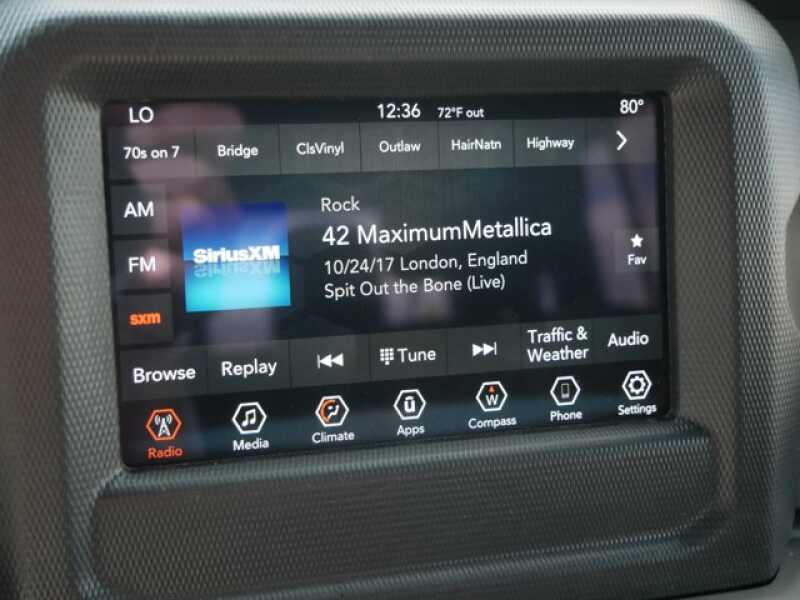 LO 12:36 72°F out 80°
70s on 7 Bridge ClsVinyl Outlaw HairNatn Highway
AM
FM
sxm
SiriusXM
Rock
42 MaximumMetallica
10/24/17 London, England
Spit Out the Bone (Live)
Fav
Browse Replay Tune Traffic & Weather Audio
Radio Media Climate Apps W Compass Phone Settings